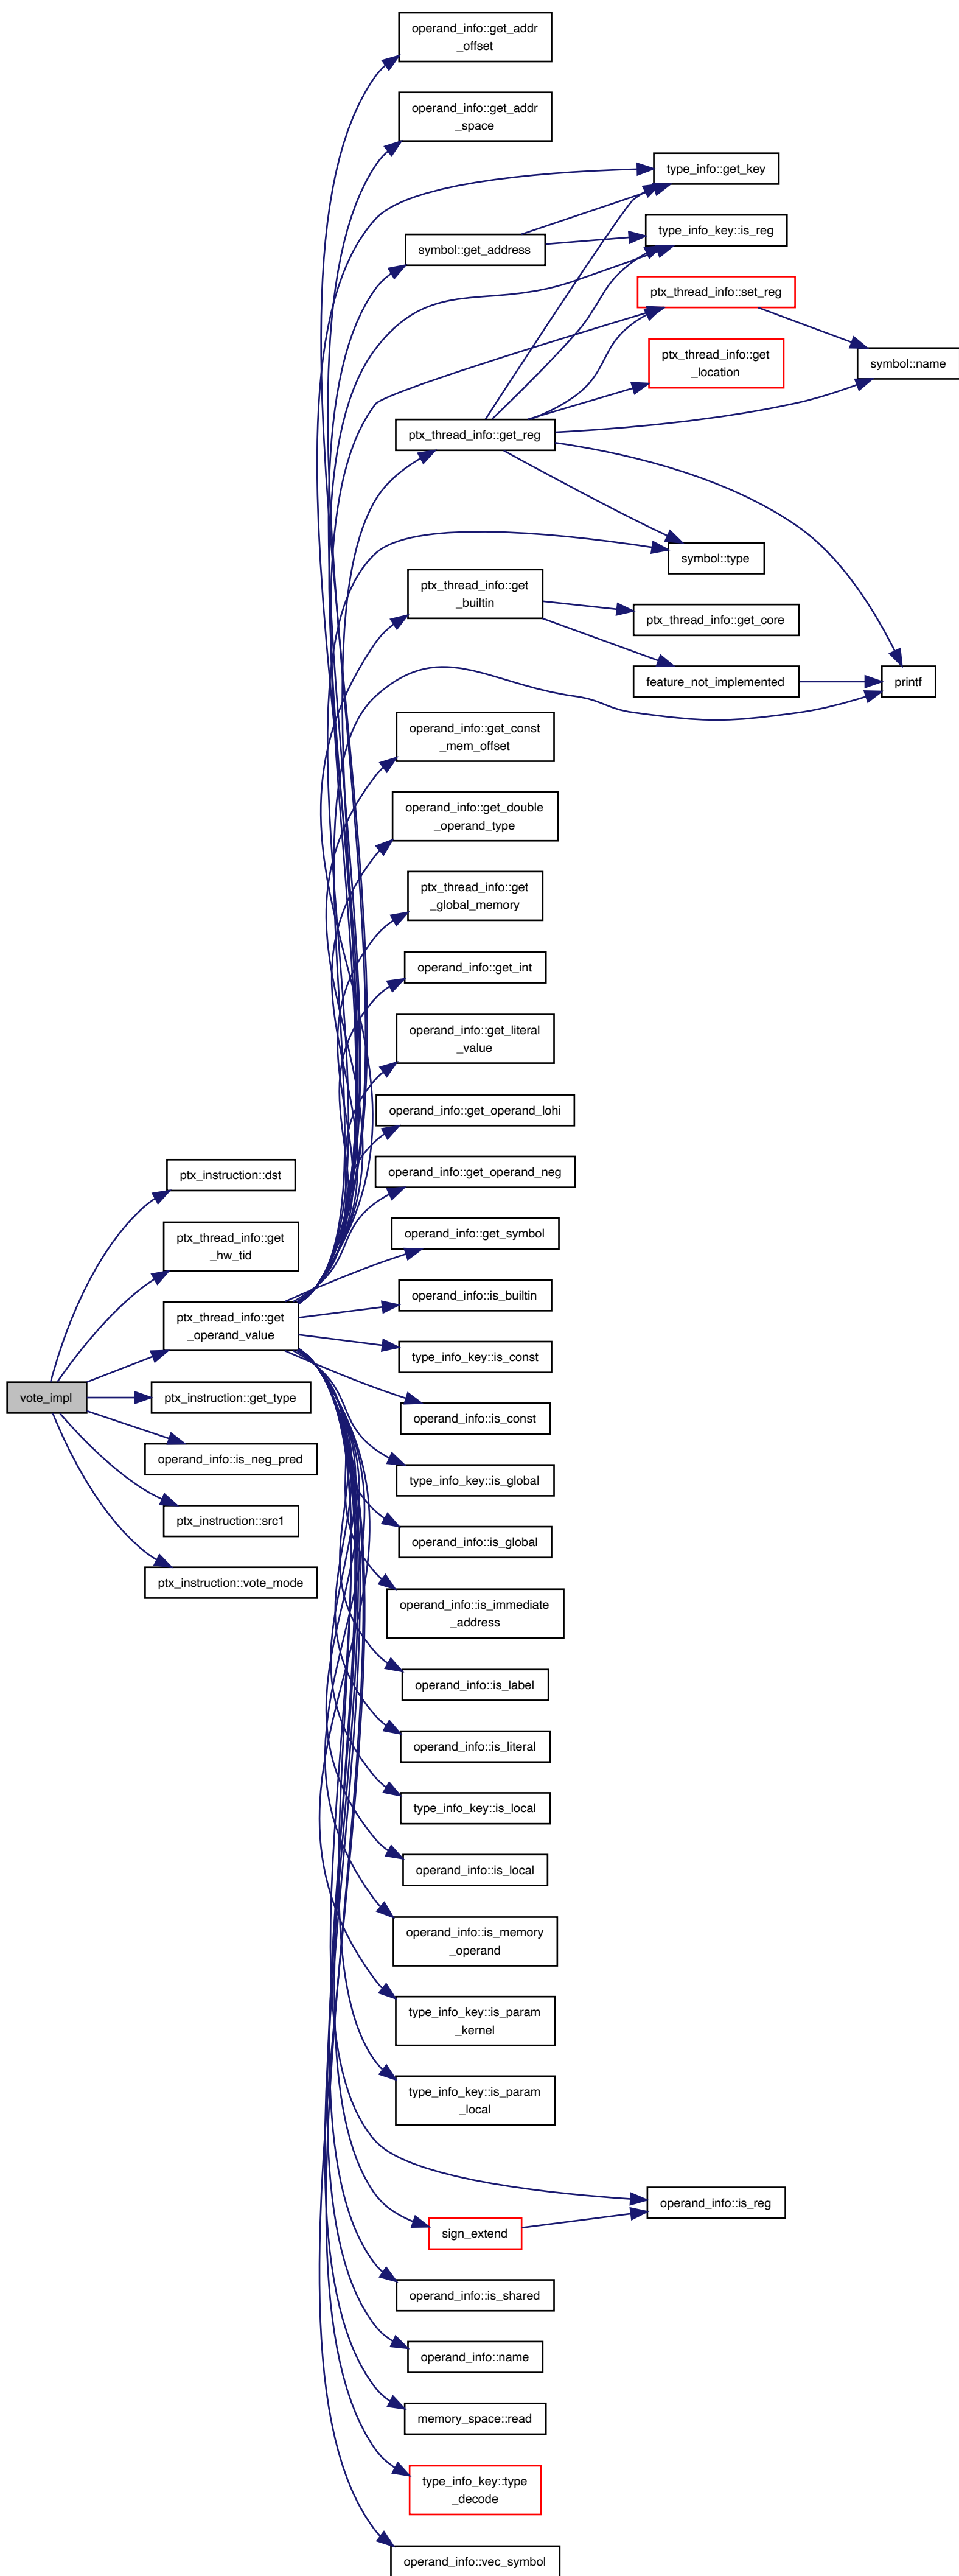 vote_impl
ptx_instruction::dst
ptx_thread_info::get
_hw_tid
ptx_thread_info::get
_operand_value
ptx_instruction::get_type
operand_info::is_neg_pred
ptx_instruction::src1
ptx_instruction::vote_mode
operand_info::get_addr
_offset
operand_info::get_addr
_space
symbol::get_address
ptx_thread_info::get_reg
ptx_thread_info::get
_builtin
operand_info::get_const
_mem_offset
operand_info::get_double
_operand_type
ptx_thread_info::get
_global_memory
operand_info::get_int
operand_info::get_literal
_value
operand_info::get_operand_lohi
operand_info::get_operand_neg
operand_info::get_symbol
operand_info::is_builtin
type_info_key::is_const
operand_info::is_const
type_info_key::is_global
operand_info::is_global
operand_info::is_immediate
_address
operand_info::is_label
operand_info::is_literal
type_info_key::is_local
operand_info::is_local
operand_info::is_memory
_operand
type_info_key::is_param
_kernel
type_info_key::is_param
_local
sign_extend
operand_info::is_shared
operand_info::name
memory_space::read
type_info_key::type
_decode
operand_info::vec_symbol
type_info::get_key
type_info_key::is_reg
ptx_thread_info::set_reg
ptx_thread_info::get
_location
symbol::type
ptx_thread_info::get_core
feature_not_implemented
operand_info::is_reg
symbol::name
printf